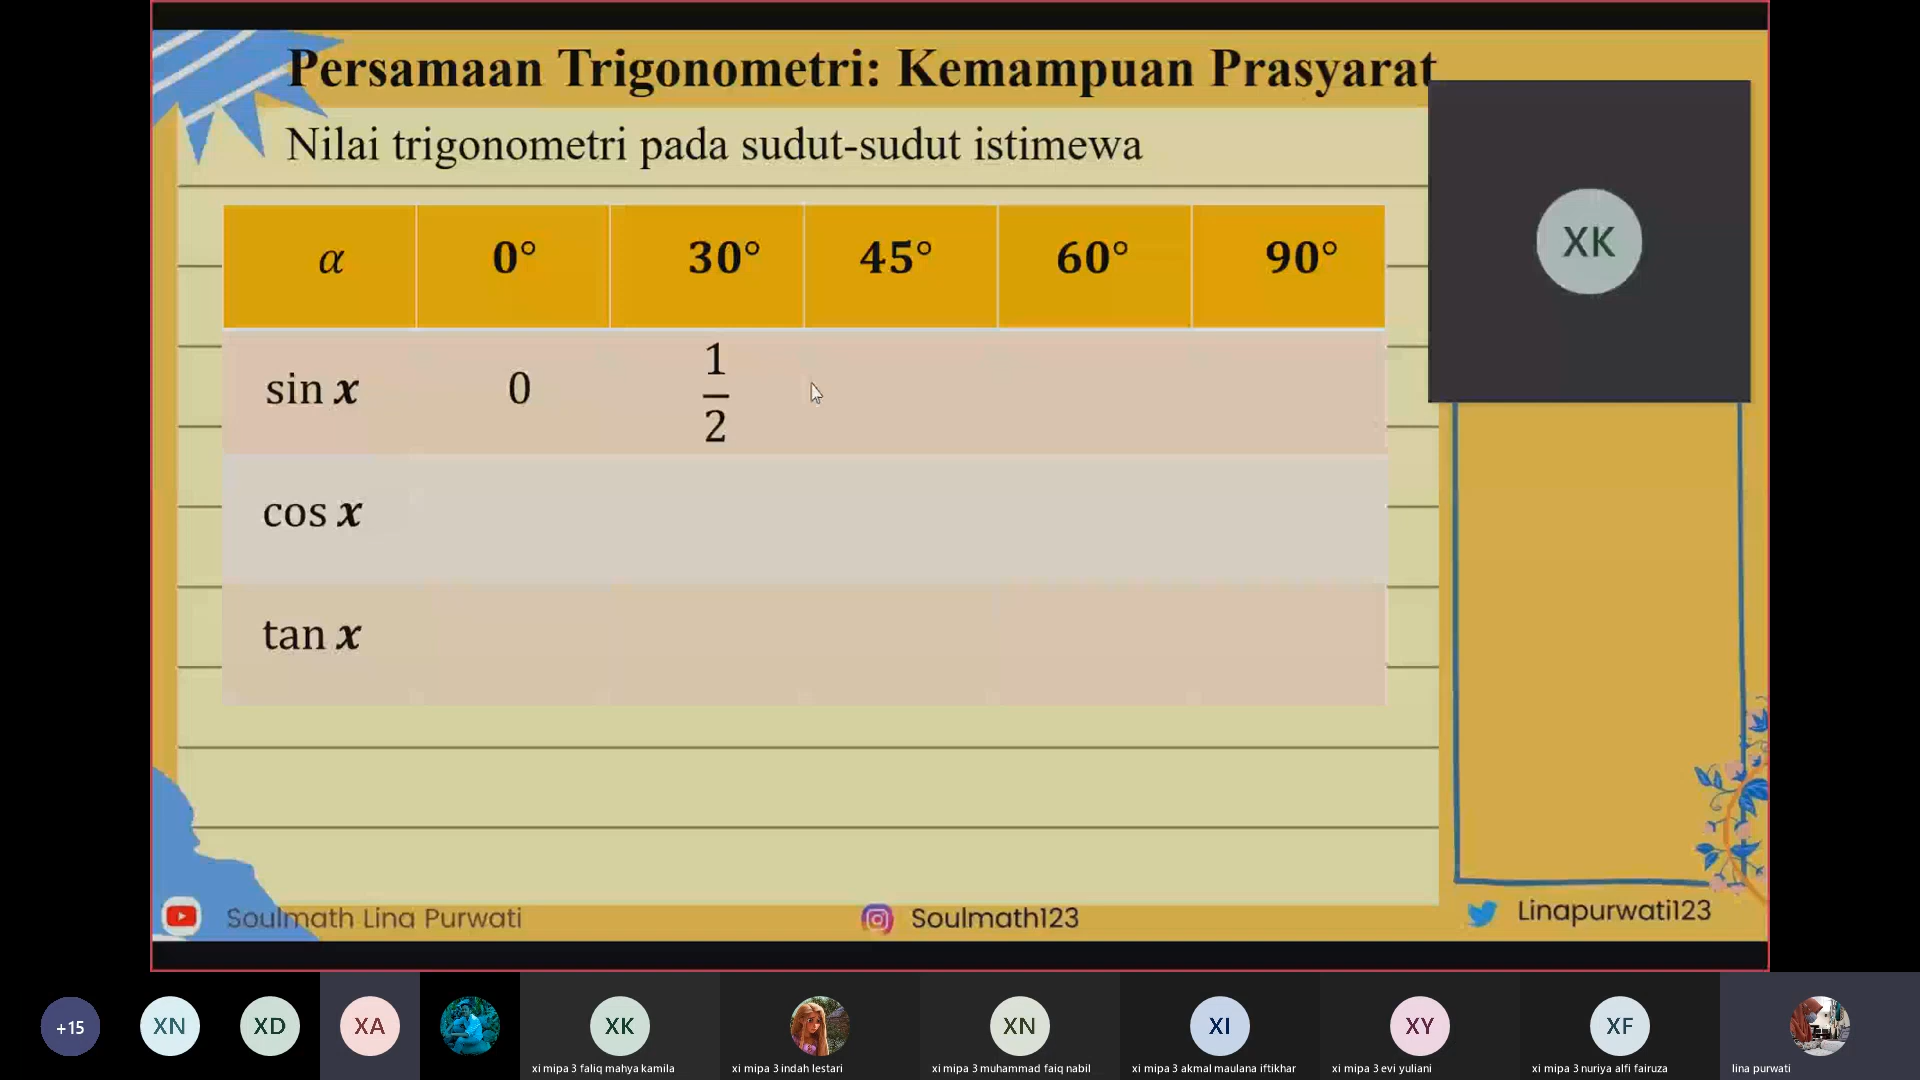 Persamaan Trigonometri: Kemampuan Prasyarat
Nilai trigonometri pada sudut-sudut istimewa
α 0° 30° 45° 60° 90°
sin x 0 1/2
cos x
tan x
XK
Soulmath Lina Purwati
Soulmath123
Linapurwati123
+15 XN XD XA XK XN XI XY XF
xi mipa 3 faliq mahya kamila
xi mipa 3 indah lestari
xi mipa 3 muhammad faiq nabil
xi mipa 3 akmal maulana iftikhar
xi mipa 3 evi yuliani
xi mipa 3 nuriya alfi fairuza
lina purwati